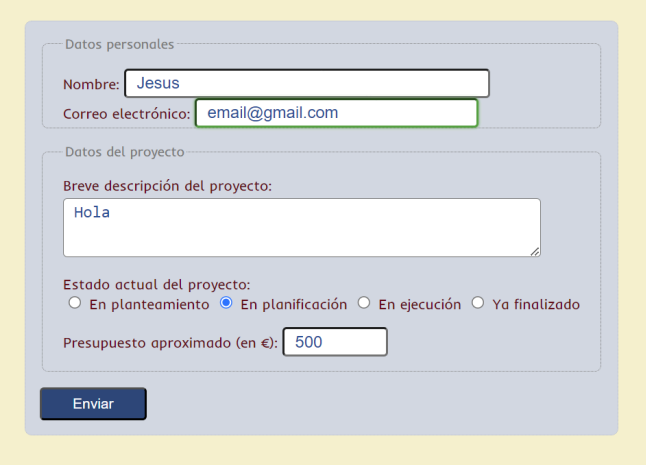 Datos personales
Nombre: Jesus
Correo electrónico: email@gmail.com
Datos del proyecto
Breve descripción del proyecto:
Hola
Estado actual del proyecto:
En planteamiento En planificación En ejecución Ya finalizado
Presupuesto aproximado (en €): 500
Enviar